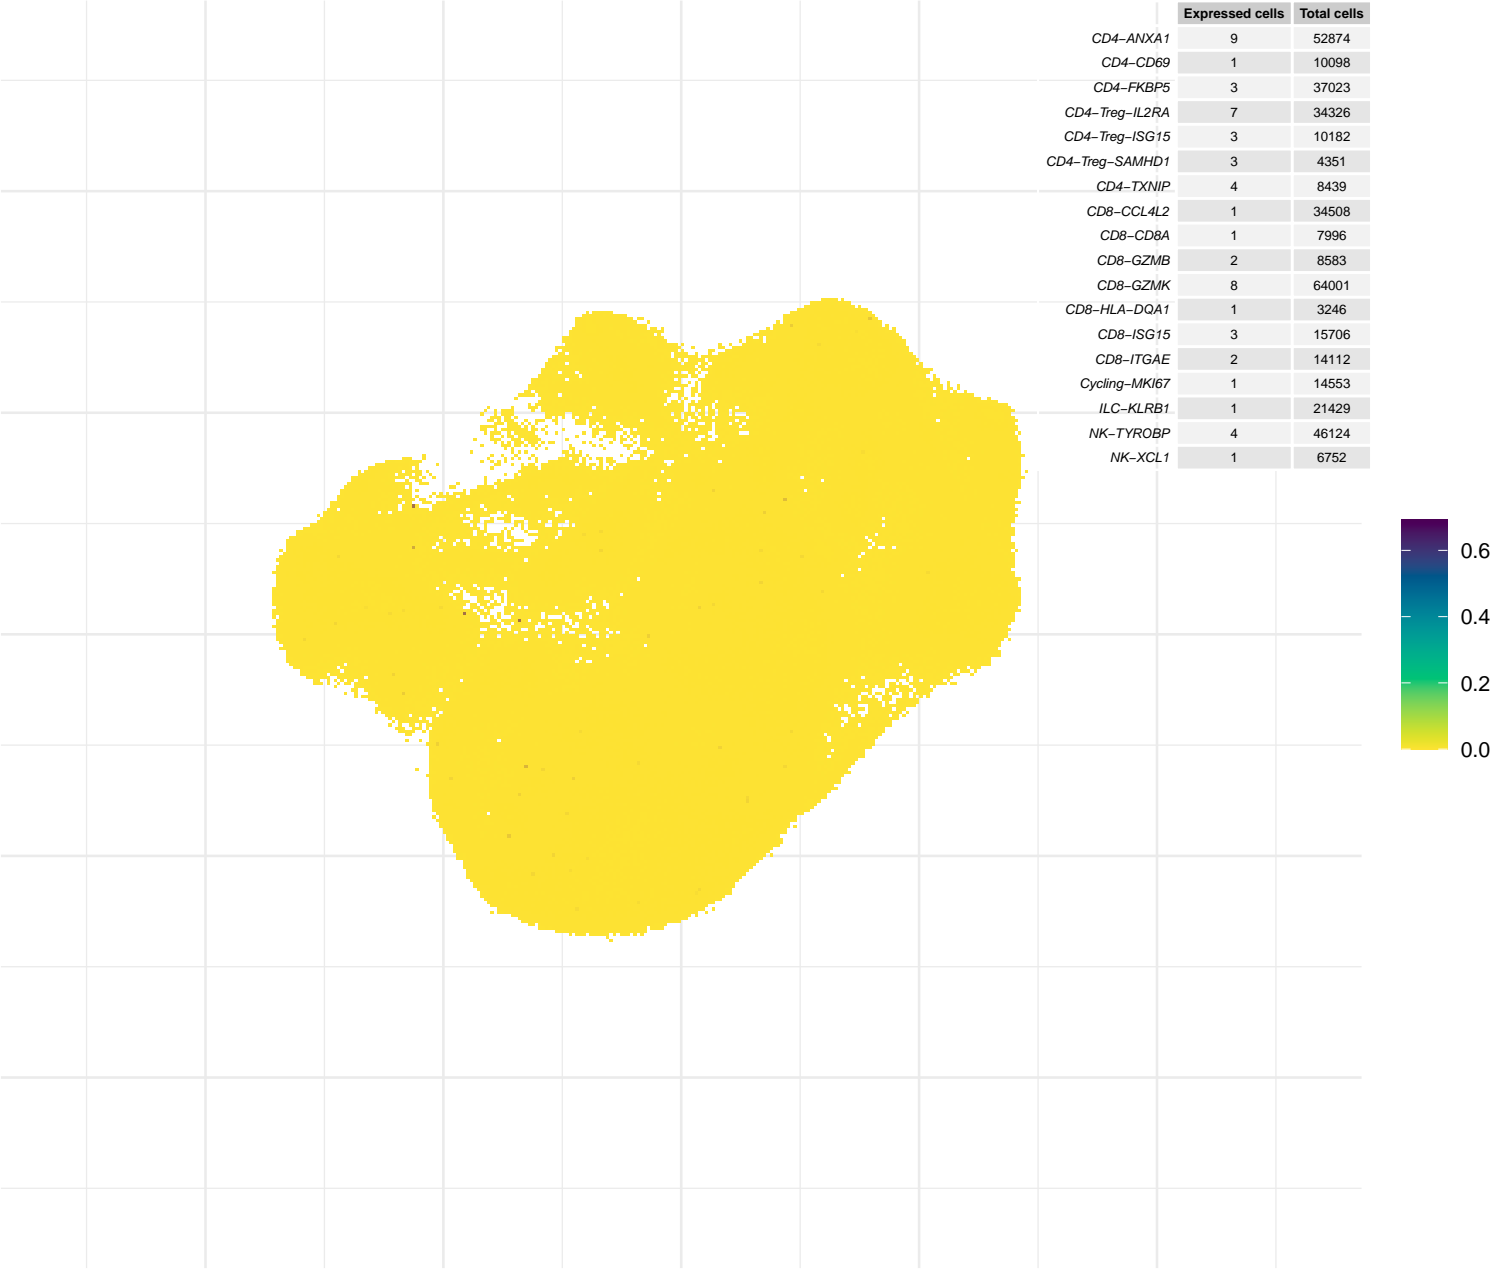 Expressed cells Total cells
CD4−ANXA1 9 52874
CD4−CD69 1 10098
CD4−FKBP5 3 37023
CD4−Treg−IL2RA 7 34326
CD4−Treg−ISG15 3 10182
CD4−Treg−SAMHD1 3 4351
CD4−TXNIP 4 8439
CD8−CCL4L2 1 34508
CD8−CD8A 1 7996
CD8−GZMB 2 8583
CD8−GZMK 8 64001
CD8−HLA−DQA1 1 3246
CD8−ISG15 3 15706
CD8−ITGAE 2 14112
Cycling−MKI67 1 14553
ILC−KLRB1 1 21429
NK−TYROBP 4 46124
NK−XCL1 1 6752
0.6
0.4
0.2
0.0